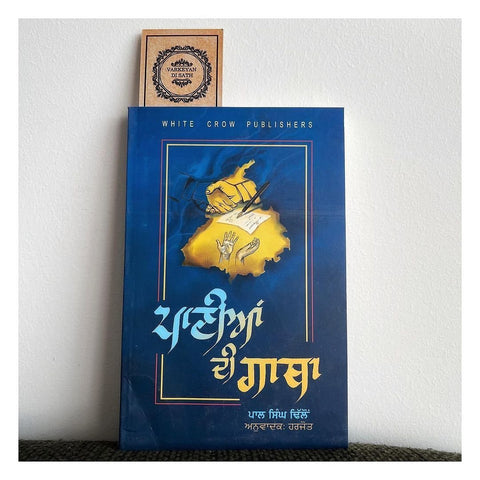 VARKEYAN
DI SATH
WHITE CROW PUBLISHERS
ਪਾਣੀਆਂ
ਦੀ ਗਾਥਾ
ਪਾਲ ਸਿੰਘ ਢਿੱਲੋਂ
ਅਨੁਵਾਦਕ: ਹਰਜੋਤ